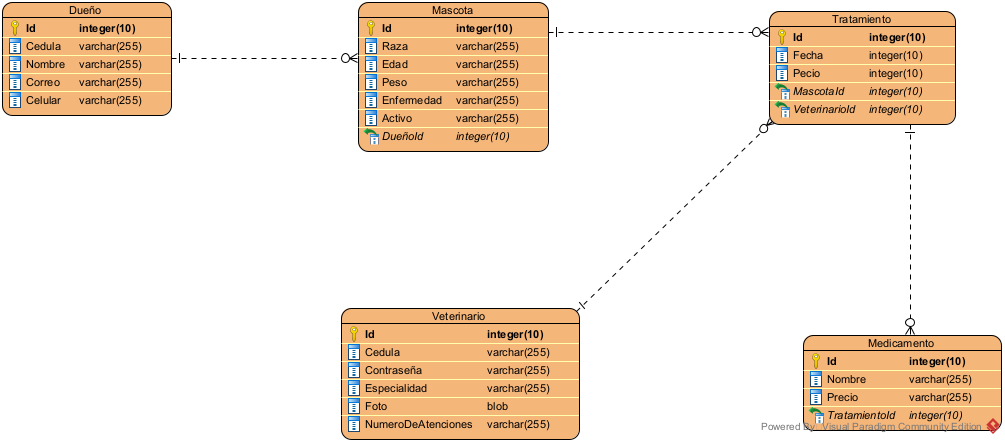 Dueño
Id integer(10)
Cedula varchar(255)
Nombre varchar(255)
Correo varchar(255)
Celular varchar(255)
Mascota
Id integer(10)
Raza varchar(255)
Edad varchar(255)
Peso varchar(255)
Enfermedad varchar(255)
Activo varchar(255)
DueñoId integer(10)
Tratamiento
Id integer(10)
Fecha integer(10)
Pecio integer(10)
MascotaId integer(10)
VeterinarioId integer(10)
Veterinario
Id integer(10)
Cedula varchar(255)
Contraseña varchar(255)
Especialidad varchar(255)
Foto blob
NumeroDeAtenciones varchar(255)
Medicamento
Id integer(10)
Nombre varchar(255)
Precio varchar(255)
TratamientoId integer(10)
Powered By: Visual Paradigm Community Edition